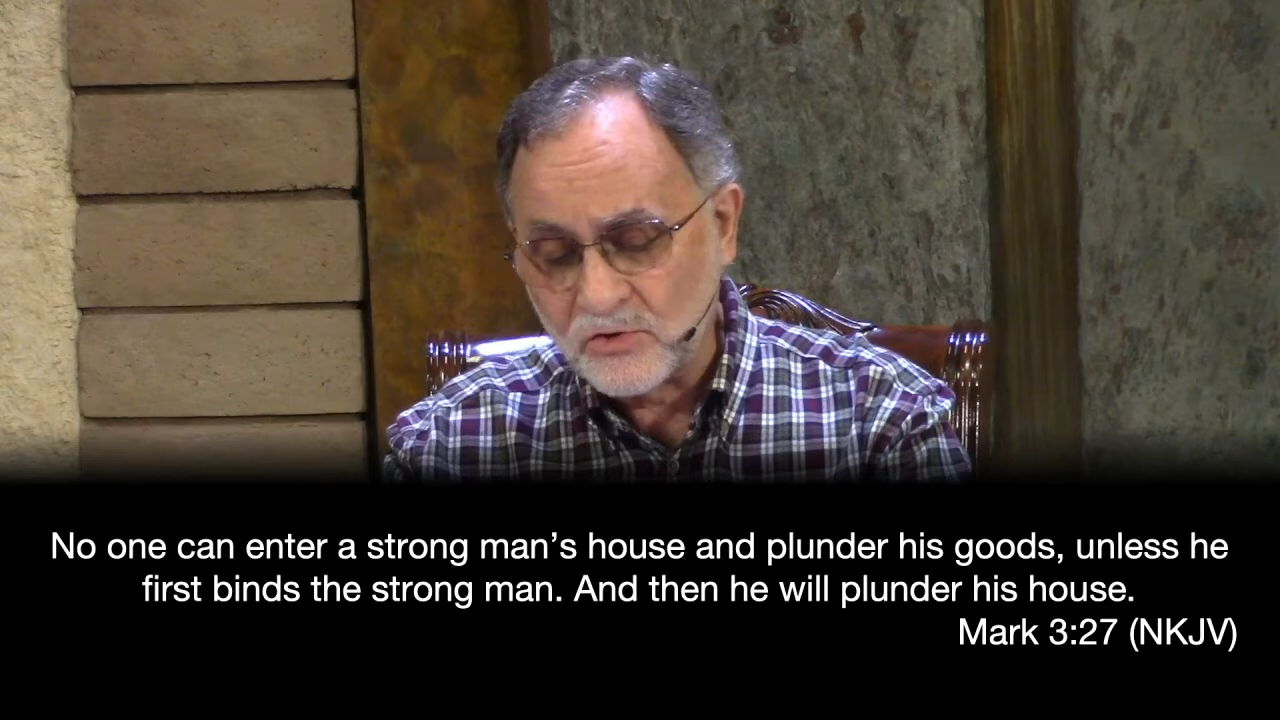 No one can enter a strong man’s house and plunder his goods, unless he
first binds the strong man. And then he will plunder his house.
Mark 3:27 (NKJV)